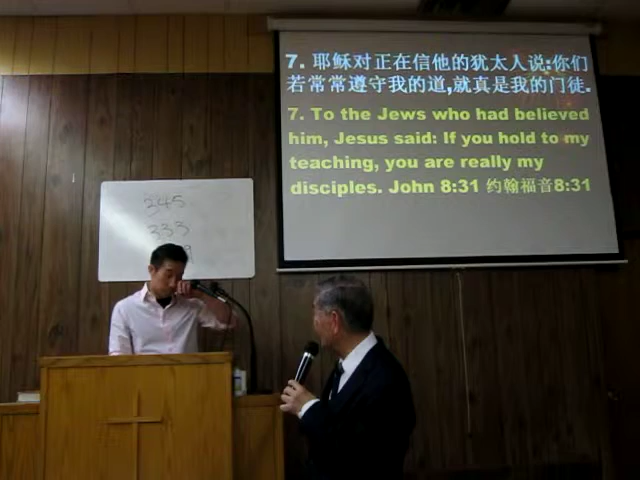 7. 耶稣对正在信他的犹太人说:你们
若常常遵守我的道,就真是我的门徒.
7. To the Jews who had believed
him, Jesus said: If you hold to my
teaching, you are really my
disciples. John 8:31 约翰福音8:31
345
333